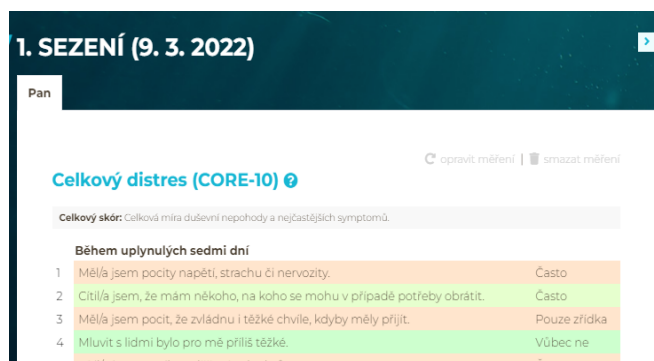 1. SEZENÍ (9. 3. 2022)
Pan
opravit měření | smazat měření
Celkový distres (CORE-10)
Celkový skór: Celková míra duševní nepohody a nejčastějších symptomů.
Během uplynulých sedmi dní
1 Měl/a jsem pocity napětí, strachu či nervozity. Často
2 Cítil/a jsem, že mám někoho, na koho se mohu v případě potřeby obrátit. Často
3 Měl/a jsem pocit, že zvládnu i těžké chvíle, kdyby měly přijít. Pouze zřídka
4 Mluvit s lidmi bylo pro mě příliš těžké. Vůbec ne